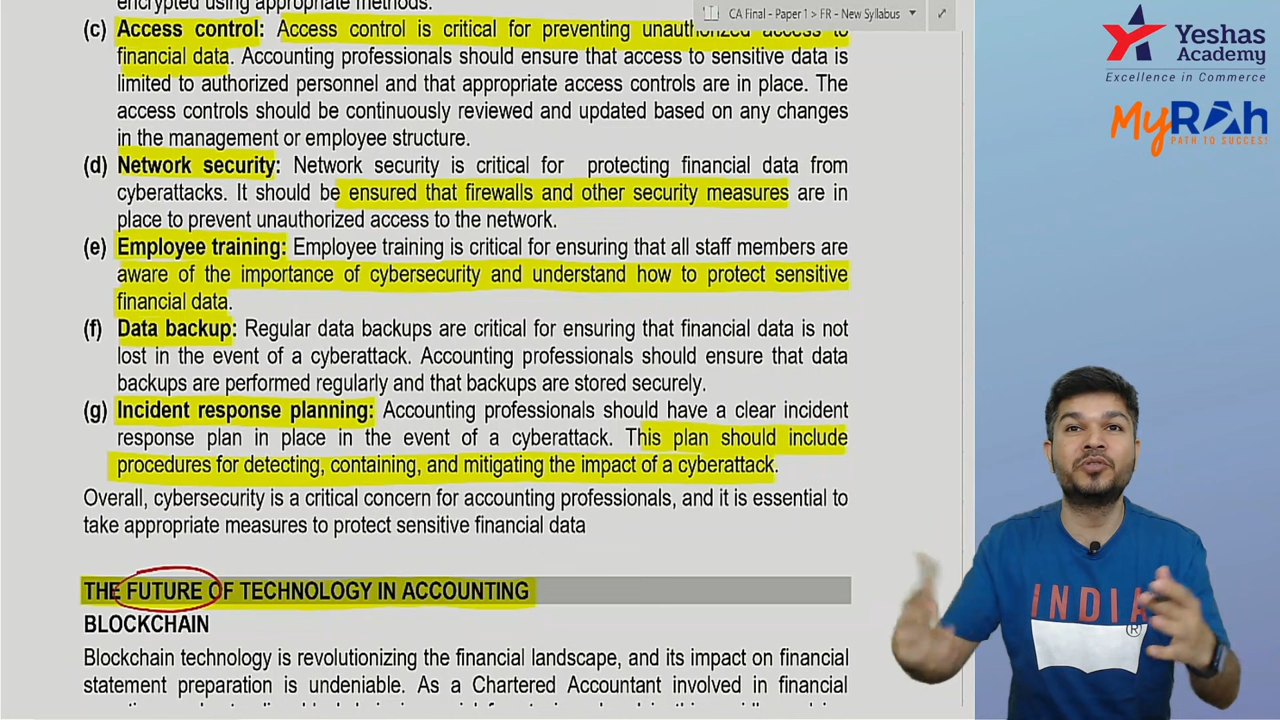 encrypted using appropriate methods.
CA Final - Paper 1 > FR - New Syllabus
(c) Access control: Access control is critical for preventing unauthorized access to
financial data. Accounting professionals should ensure that access to sensitive data is
limited to authorized personnel and that appropriate access controls are in place. The
access controls should be continuously reviewed and updated based on any changes
in the management or employee structure.
(d) Network security: Network security is critical for protecting financial data from
cyberattacks. It should be ensured that firewalls and other security measures are in
place to prevent unauthorized access to the network.
(e) Employee training: Employee training is critical for ensuring that all staff members are
aware of the importance of cybersecurity and understand how to protect sensitive
financial data.
(f) Data backup: Regular data backups are critical for ensuring that financial data is not
lost in the event of a cyberattack. Accounting professionals should ensure that data
backups are performed regularly and that backups are stored securely.
(g) Incident response planning: Accounting professionals should have a clear incident
response plan in place in the event of a cyberattack. This plan should include
procedures for detecting, containing, and mitigating the impact of a cyberattack.
Overall, cybersecurity is a critical concern for accounting professionals, and it is essential to
take appropriate measures to protect sensitive financial data
THE FUTURE OF TECHNOLOGY IN ACCOUNTING
BLOCKCHAIN
Blockchain technology is revolutionizing the financial landscape, and its impact on financial
statement preparation is undeniable. As a Chartered Accountant involved in financial
Yeshas
Academy
Excellence in Commerce
MyRAh
PATH TO SUCCESS
INDIA
®